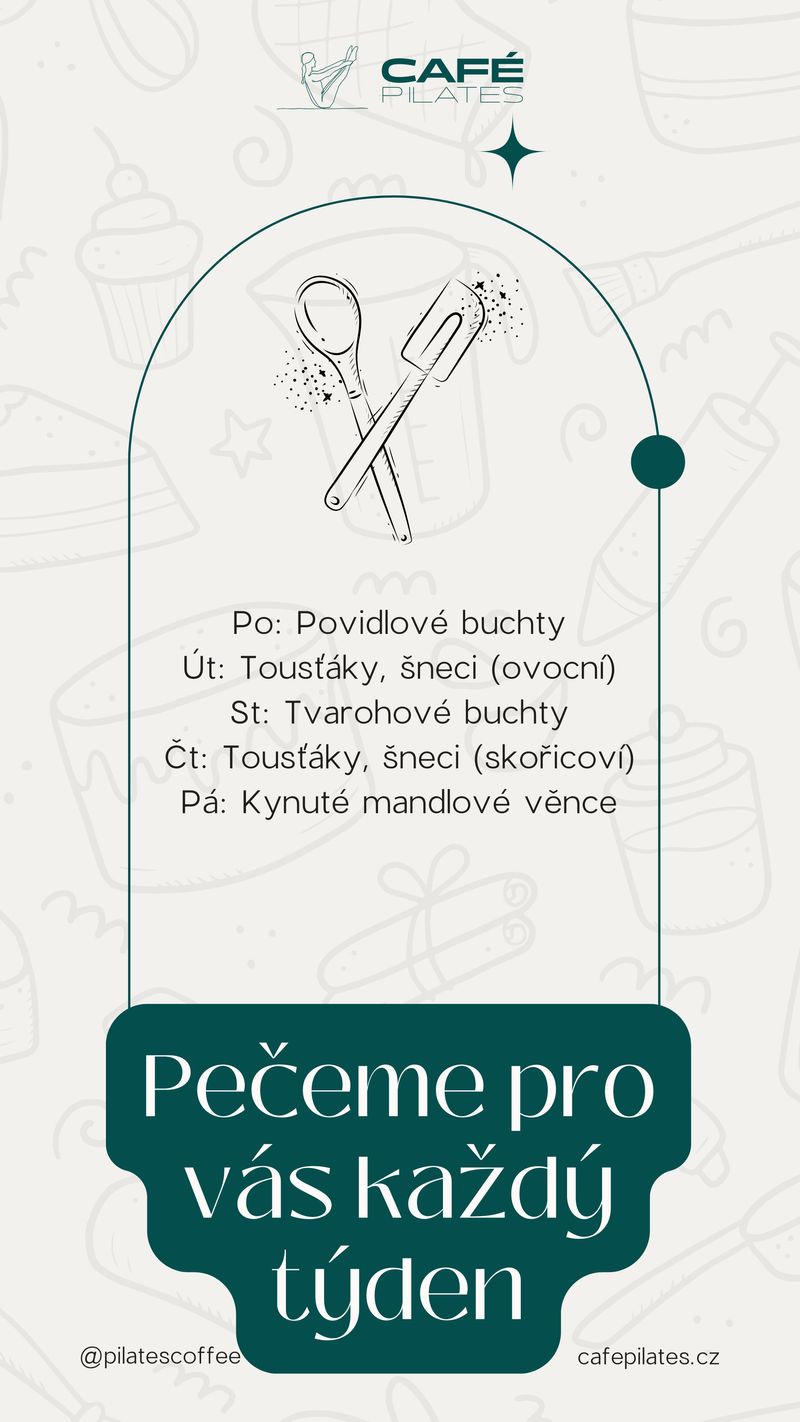 CAFÉ
PILATES
Po: Povidlové buchty
Út: Tousťáky, šneci (ovocní)
St: Tvarohové buchty
Čt: Tousťáky, šneci (skořicoví)
Pá: Kynuté mandlové věnce
Pečeme pro
vás každý
týden
@pilatescoffee
cafepilates.cz